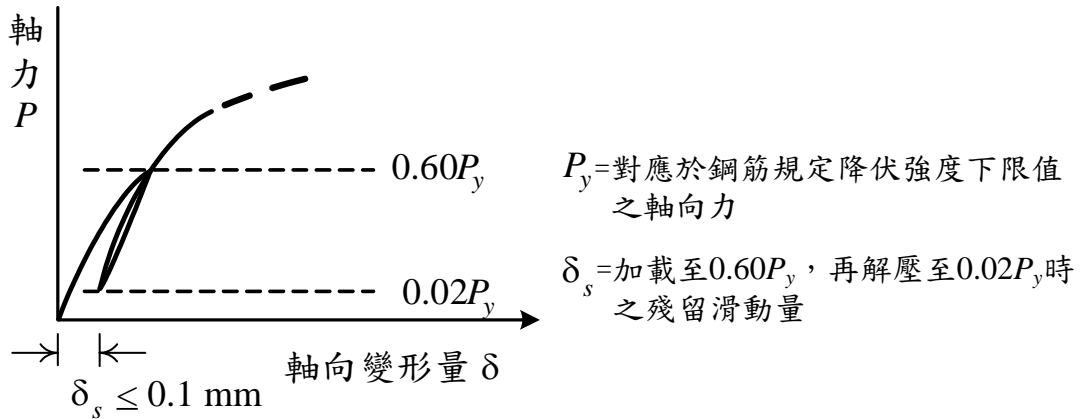 軸
力
P
0.60P_y
0.02P_y
軸向變形量 δ
δ_s ≤ 0.1 mm
P_y=對應於鋼筋規定降伏強度下限值
之軸向力
δ_s=加載至0.60P_y，再解壓至0.02P_y時
之殘留滑動量